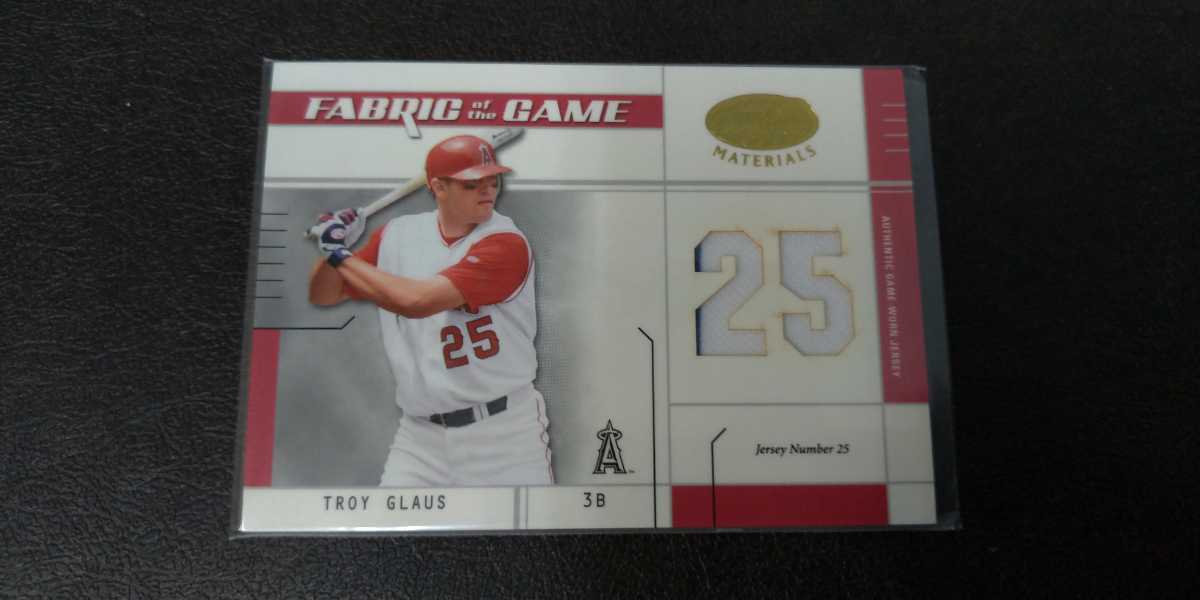 FABRIC of the GAME
MATERIALS
A
25
25
AUTHENTIC GAME WORN JERSEY
A
Jersey Number 25
TROY GLAUS
3B